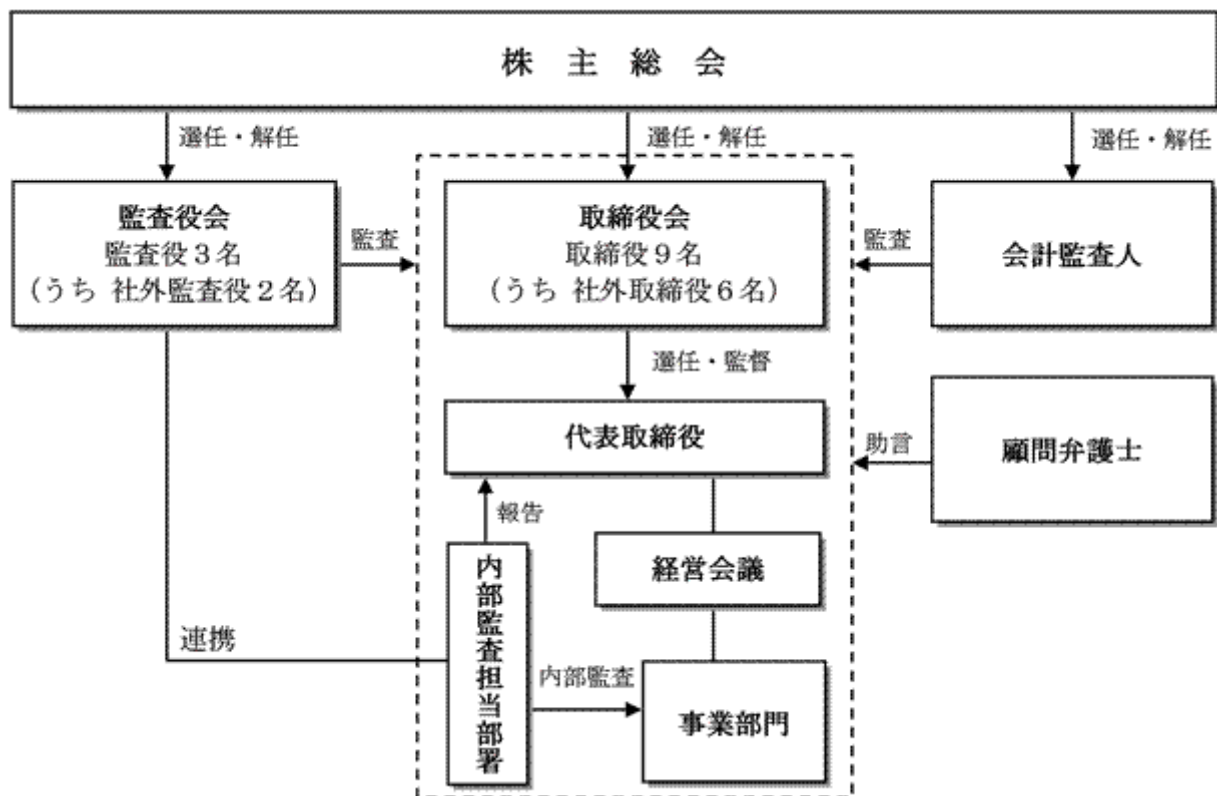 株主総会
選任・解任
選任・解任
選任・解任
監査役会
監査役3名
(うち 社外監査役2名)
監査
取締役会
取締役9名
(うち 社外取締役6名)
監査
会計監査人
選任・監督
代表取締役
助言
顧問弁護士
報告
経営会議
内部監査担当部署
連携
内部監査
事業部門